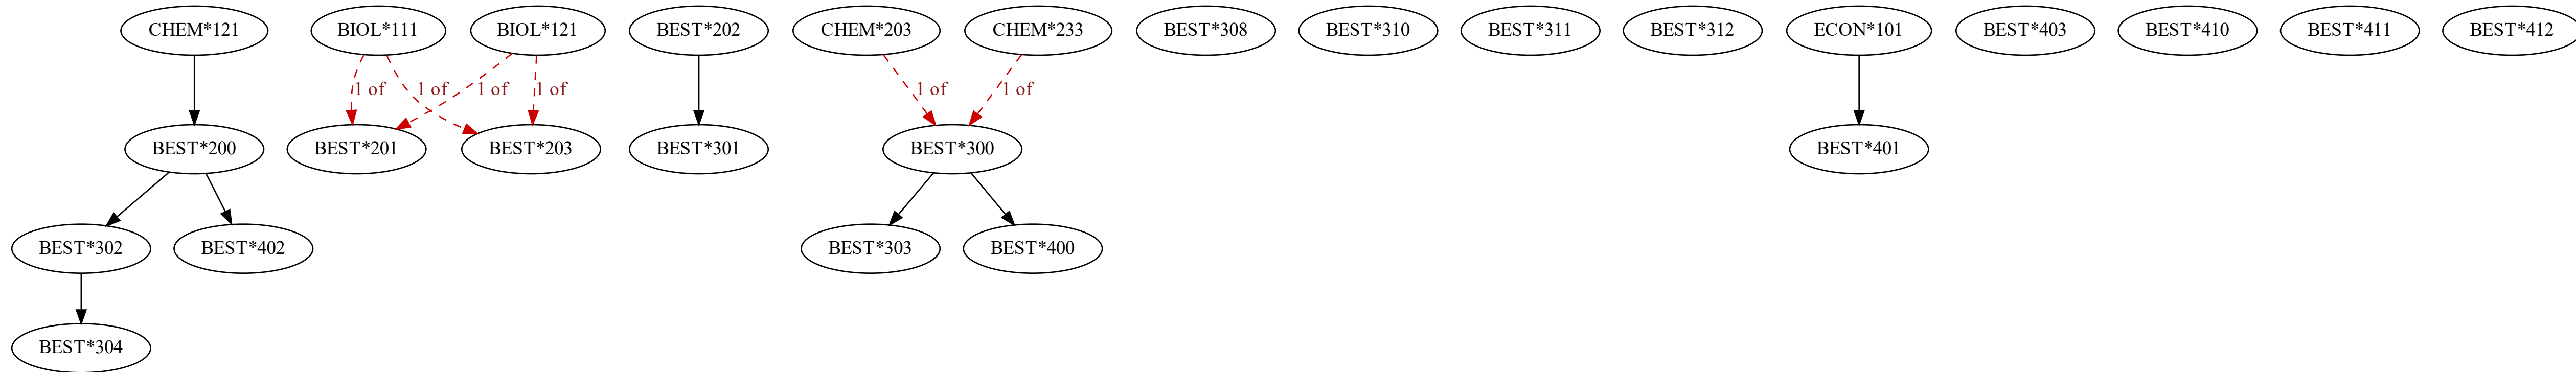 CHEM*121 BIOL*111 BIOL*121 BEST*202 CHEM*203 CHEM*233 BEST*308 BEST*310 BEST*311 BEST*312 ECON*101 BEST*403 BEST*410 BEST*411 BEST*412
1 of 1 of 1 of 1 of 1 of 1 of
BEST*200 BEST*201 BEST*203 BEST*301 BEST*300 BEST*401
BEST*302 BEST*402 BEST*303 BEST*400
BEST*304